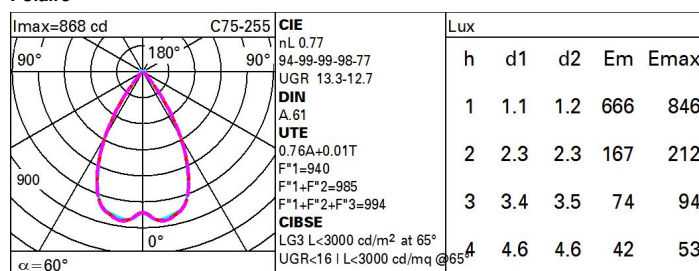 Imax=868 cd C75-255
90° 180° 90°
900
0°
α=60°
CIE
nL 0.77
94-99-99-98-77
UGR 13.3-12.7
DIN
A.61
UTE
0.76A+0.01T
F"1=940
F"1+F"2=985
F"1+F"2+F"3=994
CIBSE
LG3 L<3000 cd/m² at 65°
UGR<16 | L<3000 cd/mq @65°
Lux
h d1 d2 Em Emax
1 1.1 1.2 666 846
2 2.3 2.3 167 212
3 3.4 3.5 74 94
4 4.6 4.6 42 53